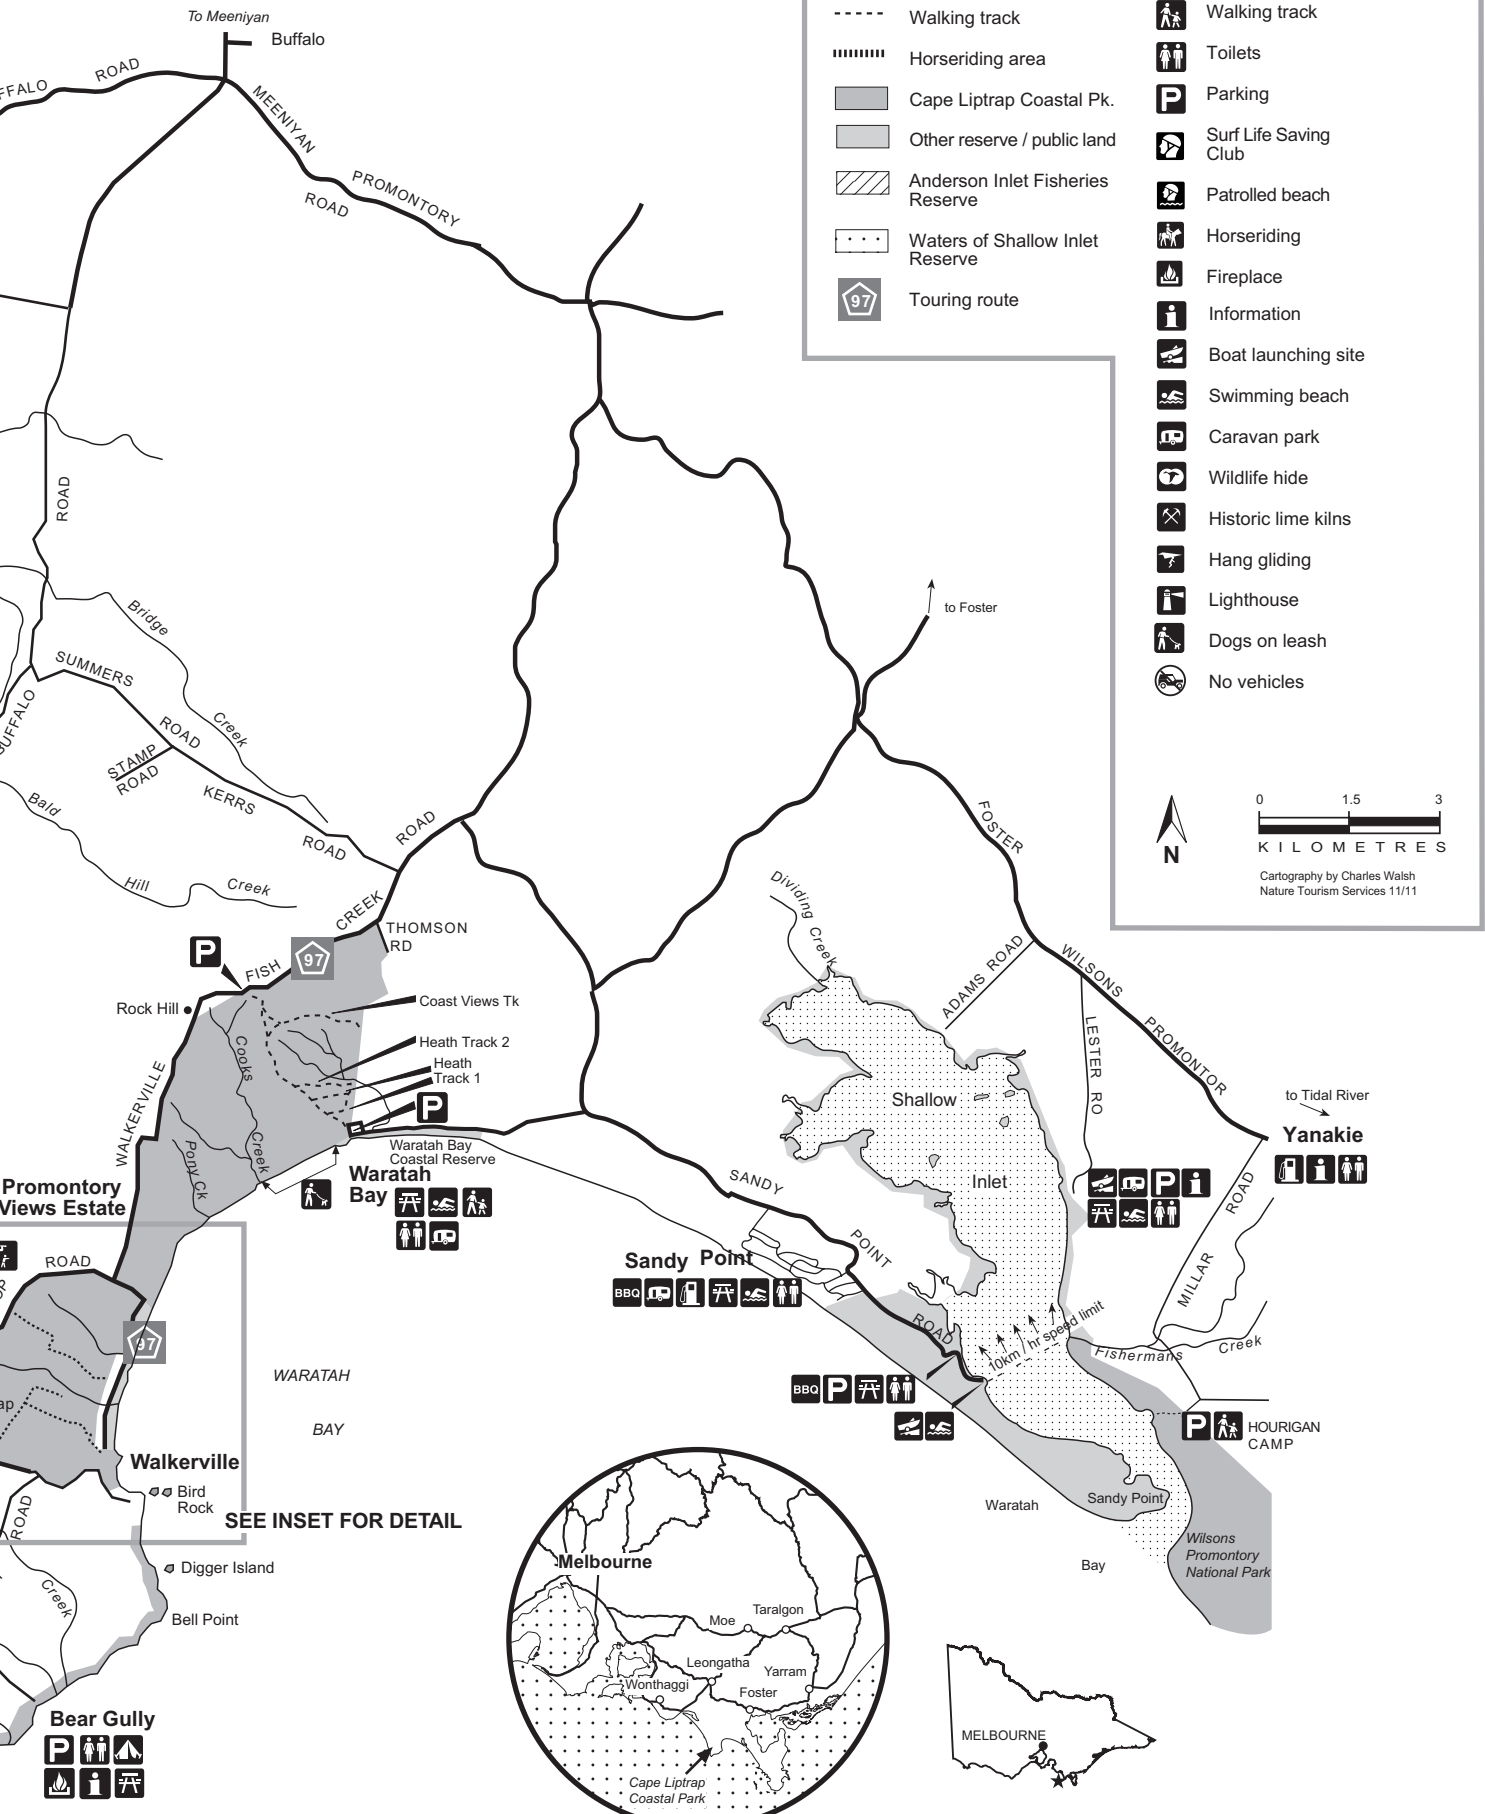 To Meeniyan
Buffalo
FFALO ROAD
MEENIYAN
PROMONTORY
ROAD
ROAD
Bridge
Creek
SUMMERS
ROAD
BUFFALO
STAMP
ROAD
KERRS
ROAD
Bald
Hill
Creek
ROAD
CREEK
THOMSON
RD
P
97
FISH
Rock Hill
Coast Views Tk
Heath Track 2
Heath
Track 1
P
Cooks
Creek
Pony Ck
WALKERVILLE
Waratah Bay
Coastal Reserve
Waratah
Bay
Promontory
Views Estate
ROAD
97
ap
WARATAH
BAY
Walkerville
Bird
Rock
ROAD
SEE INSET FOR DETAIL
Digger Island
Creek
Bell Point
Bear Gully
P
i
to Foster
FOSTER
Dividing Creek
ADAMS ROAD
WILSONS
PROMONTOR
LESTER RO
to Tidal River
Yanakie
i
Shallow
Inlet
P i
ROAD
MILLAR
SANDY
POINT
ROAD
Sandy Point
BBQ
10km / hr speed limit
Fishermans Creek
BBQ P
P
HOURIGAN
CAMP
Waratah
Bay
Sandy Point
Wilsons
Promontory
National Park
Melbourne
Moe
Taralgon
Leongatha
Yarram
Wonthaggi
Foster
Cape Liptrap
Coastal Park
MELBOURNE
Walking track
Horseriding area
Cape Liptrap Coastal Pk.
Other reserve / public land
Anderson Inlet Fisheries
Reserve
Waters of Shallow Inlet
Reserve
97
Touring route
Walking track
Toilets
P
Parking
Surf Life Saving
Club
Patrolled beach
Horseriding
Fireplace
i
Information
Boat launching site
Swimming beach
Caravan park
Wildlife hide
Historic lime kilns
Hang gliding
Lighthouse
Dogs on leash
No vehicles
N
0 1.5 3
KILOMETRES
Cartography by Charles Walsh
Nature Tourism Services 11/11